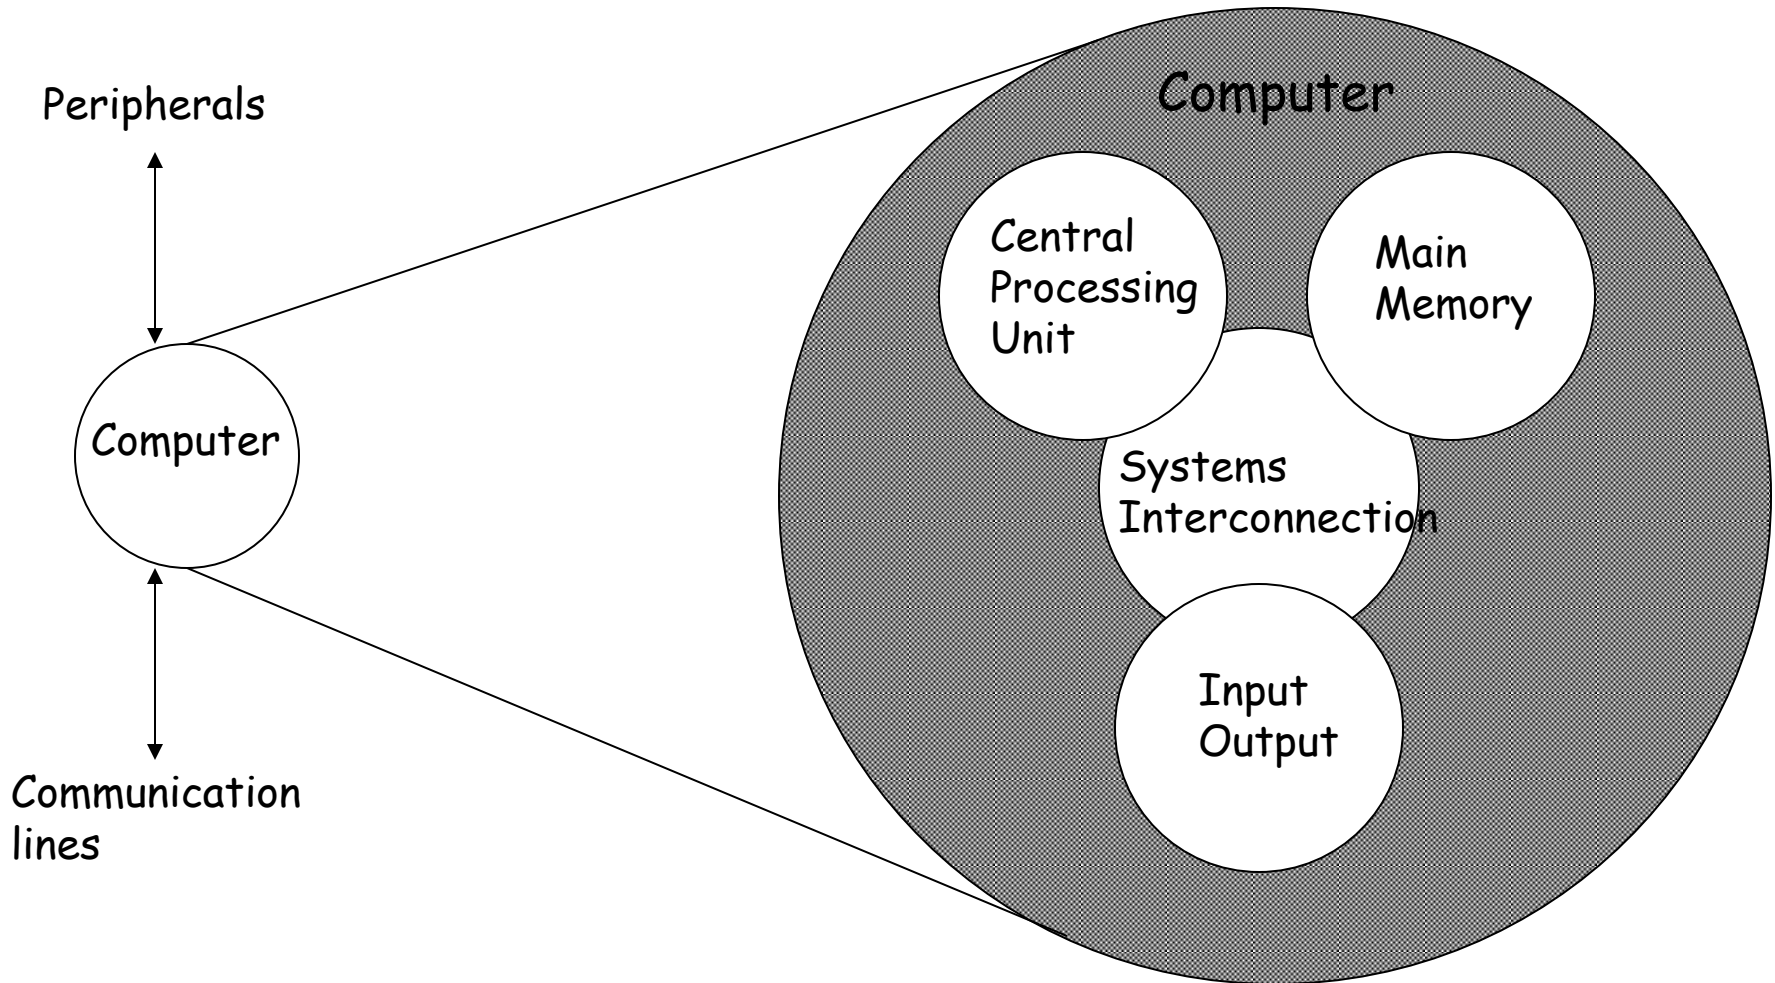 Peripherals
Computer
Communication
lines
Computer
Central
Processing
Unit
Main
Memory
Systems
Interconnection
Input
Output